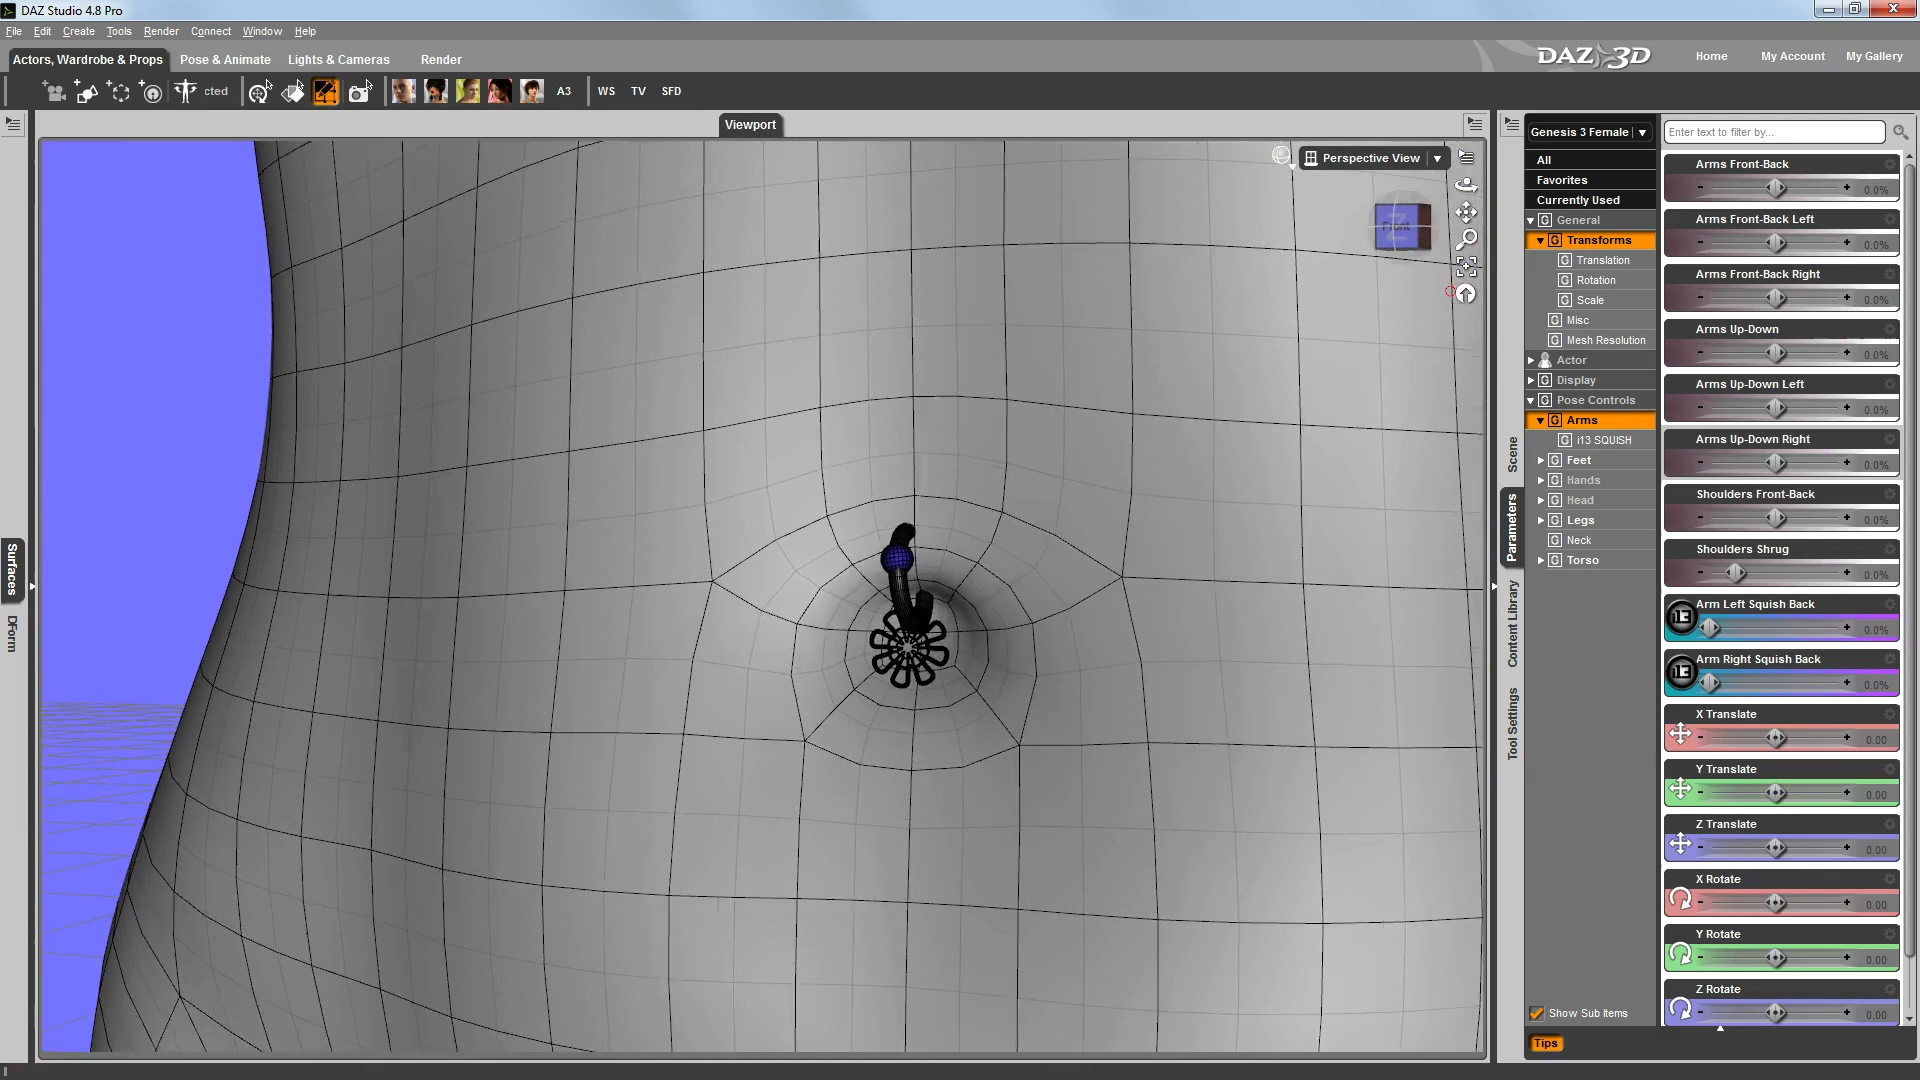 DAZ Studio 4.8 Pro
File Edit Create Tools Render Connect Window Help
Actors, Wardrobe & Props Pose & Animate Lights & Cameras Render
DAZ 3D
Home My Account My Gallery
cted
A3 WS TV SFD
Viewport
Perspective View
Front
Surfaces
DForm
Scene
Parameters
Content Library
Tool Settings
Genesis 3 Female
All
Favorites
Currently Used
General
Transforms
Translation
Rotation
Scale
Misc
Mesh Resolution
Actor
Display
Pose Controls
Arms
i13 SQUISH
Feet
Hands
Head
Legs
Neck
Torso
Show Sub Items
Tips
Enter text to filter by...
Arms Front-Back
0.0%
Arms Front-Back Left
0.0%
Arms Front-Back Right
0.0%
Arms Up-Down
0.0%
Arms Up-Down Left
0.0%
Arms Up-Down Right
0.0%
Shoulders Front-Back
0.0%
Shoulders Shrug
0.0%
i13 Arm Left Squish Back
0.0%
i13 Arm Right Squish Back
0.0%
X Translate
0.00
Y Translate
0.00
Z Translate
0.00
X Rotate
0.00
Y Rotate
0.00
Z Rotate
0.00